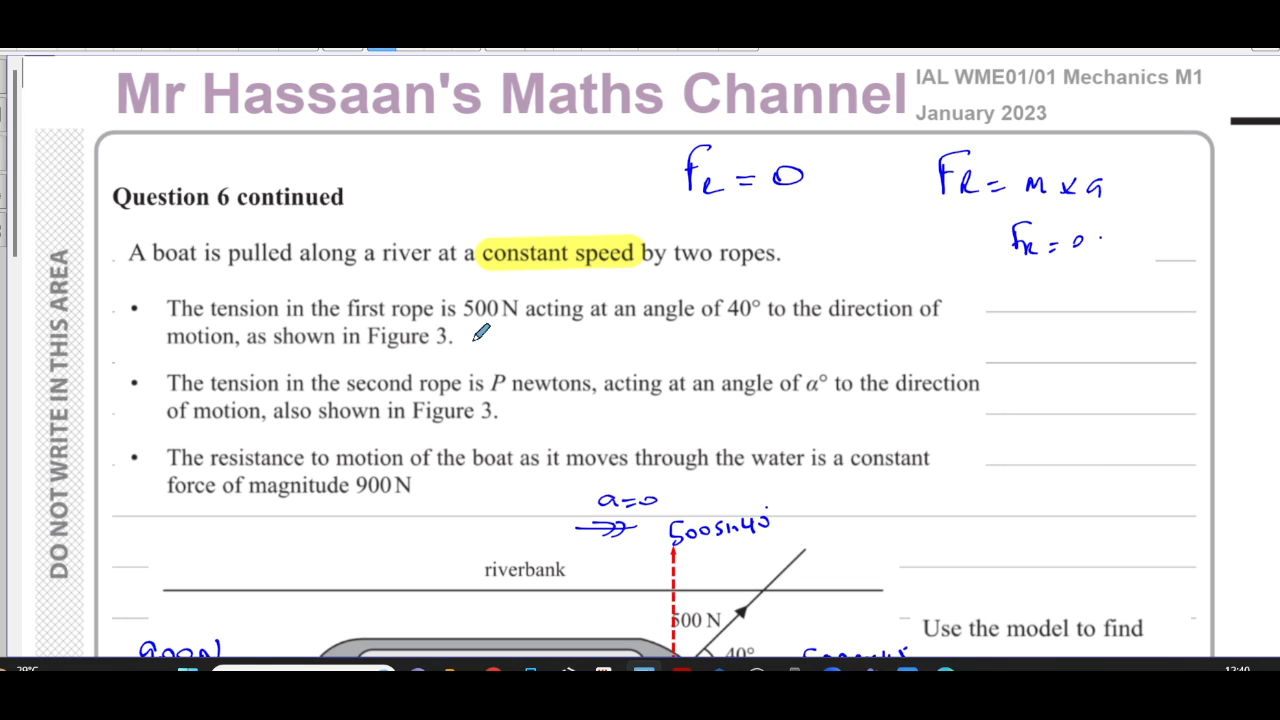 Mr Hassaan's Maths Channel
IAL WME01/01 Mechanics M1
January 2023
F_R = 0
F_R = m × a
F_R = 0
Question 6 continued
A boat is pulled along a river at a constant speed by two ropes.
• The tension in the first rope is 500 N acting at an angle of 40° to the direction of
motion, as shown in Figure 3.
• The tension in the second rope is P newtons, acting at an angle of α° to the direction
of motion, also shown in Figure 3.
• The resistance to motion of the boat as it moves through the water is a constant
force of magnitude 900 N
a=0
500sin40°
riverbank
500 N
Use the model to find
900N
40°
DO NOT WRITE IN THIS AREA